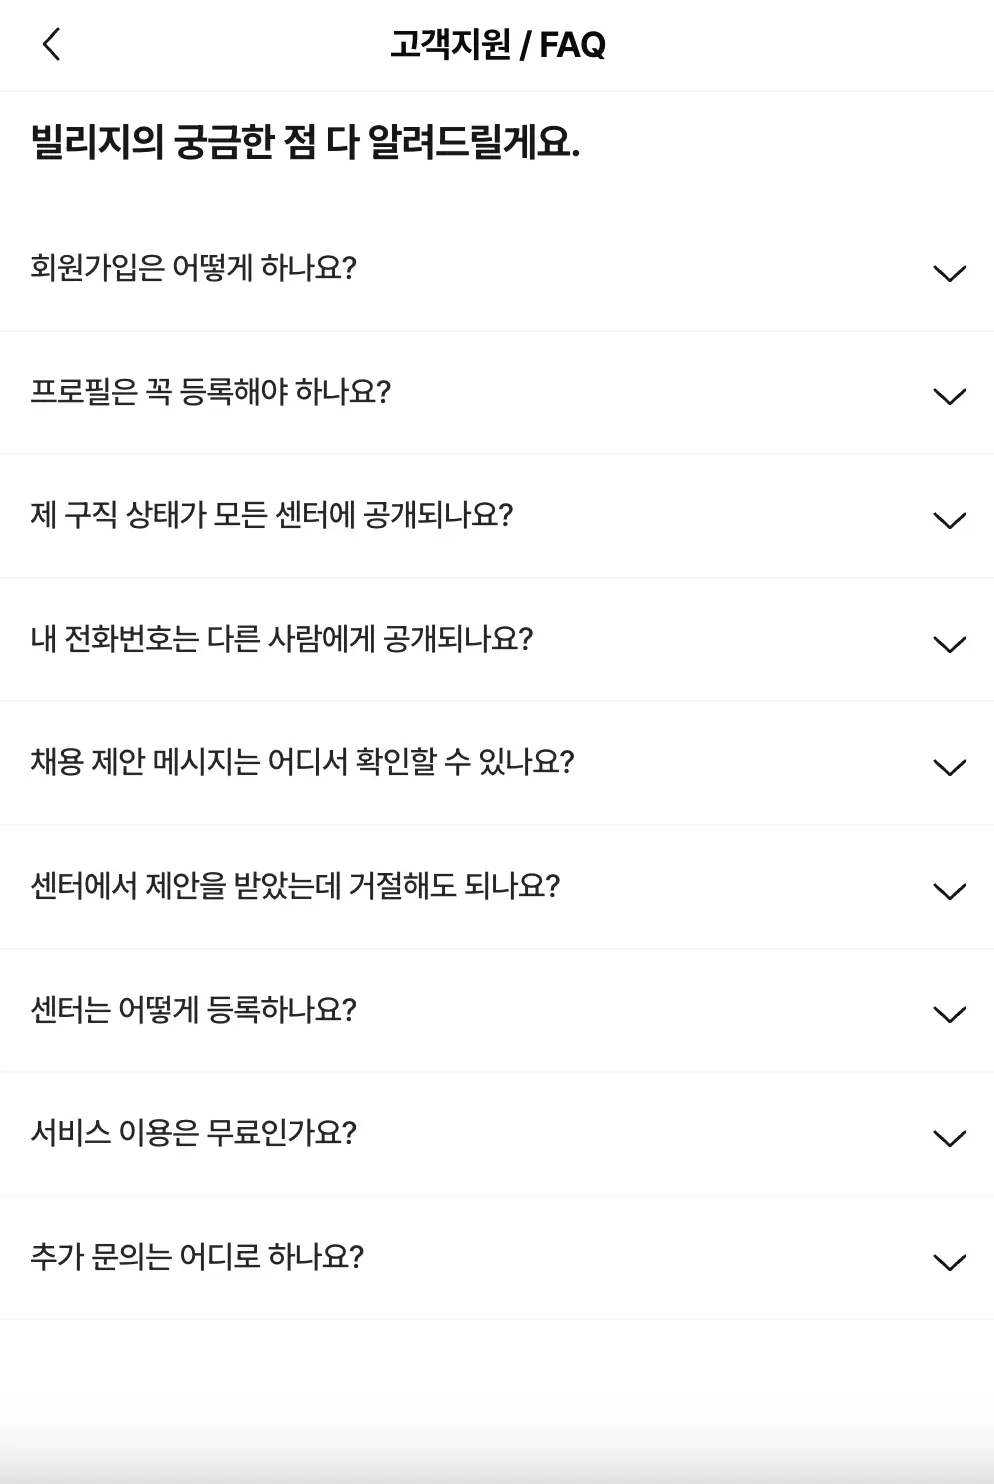 고객지원 / FAQ
빌리지의 궁금한 점 다 알려드릴게요.
회원가입은 어떻게 하나요?
프로필은 꼭 등록해야 하나요?
제 구직 상태가 모든 센터에 공개되나요?
내 전화번호는 다른 사람에게 공개되나요?
채용 제안 메시지는 어디서 확인할 수 있나요?
센터에서 제안을 받았는데 거절해도 되나요?
센터는 어떻게 등록하나요?
서비스 이용은 무료인가요?
추가 문의는 어디로 하나요?